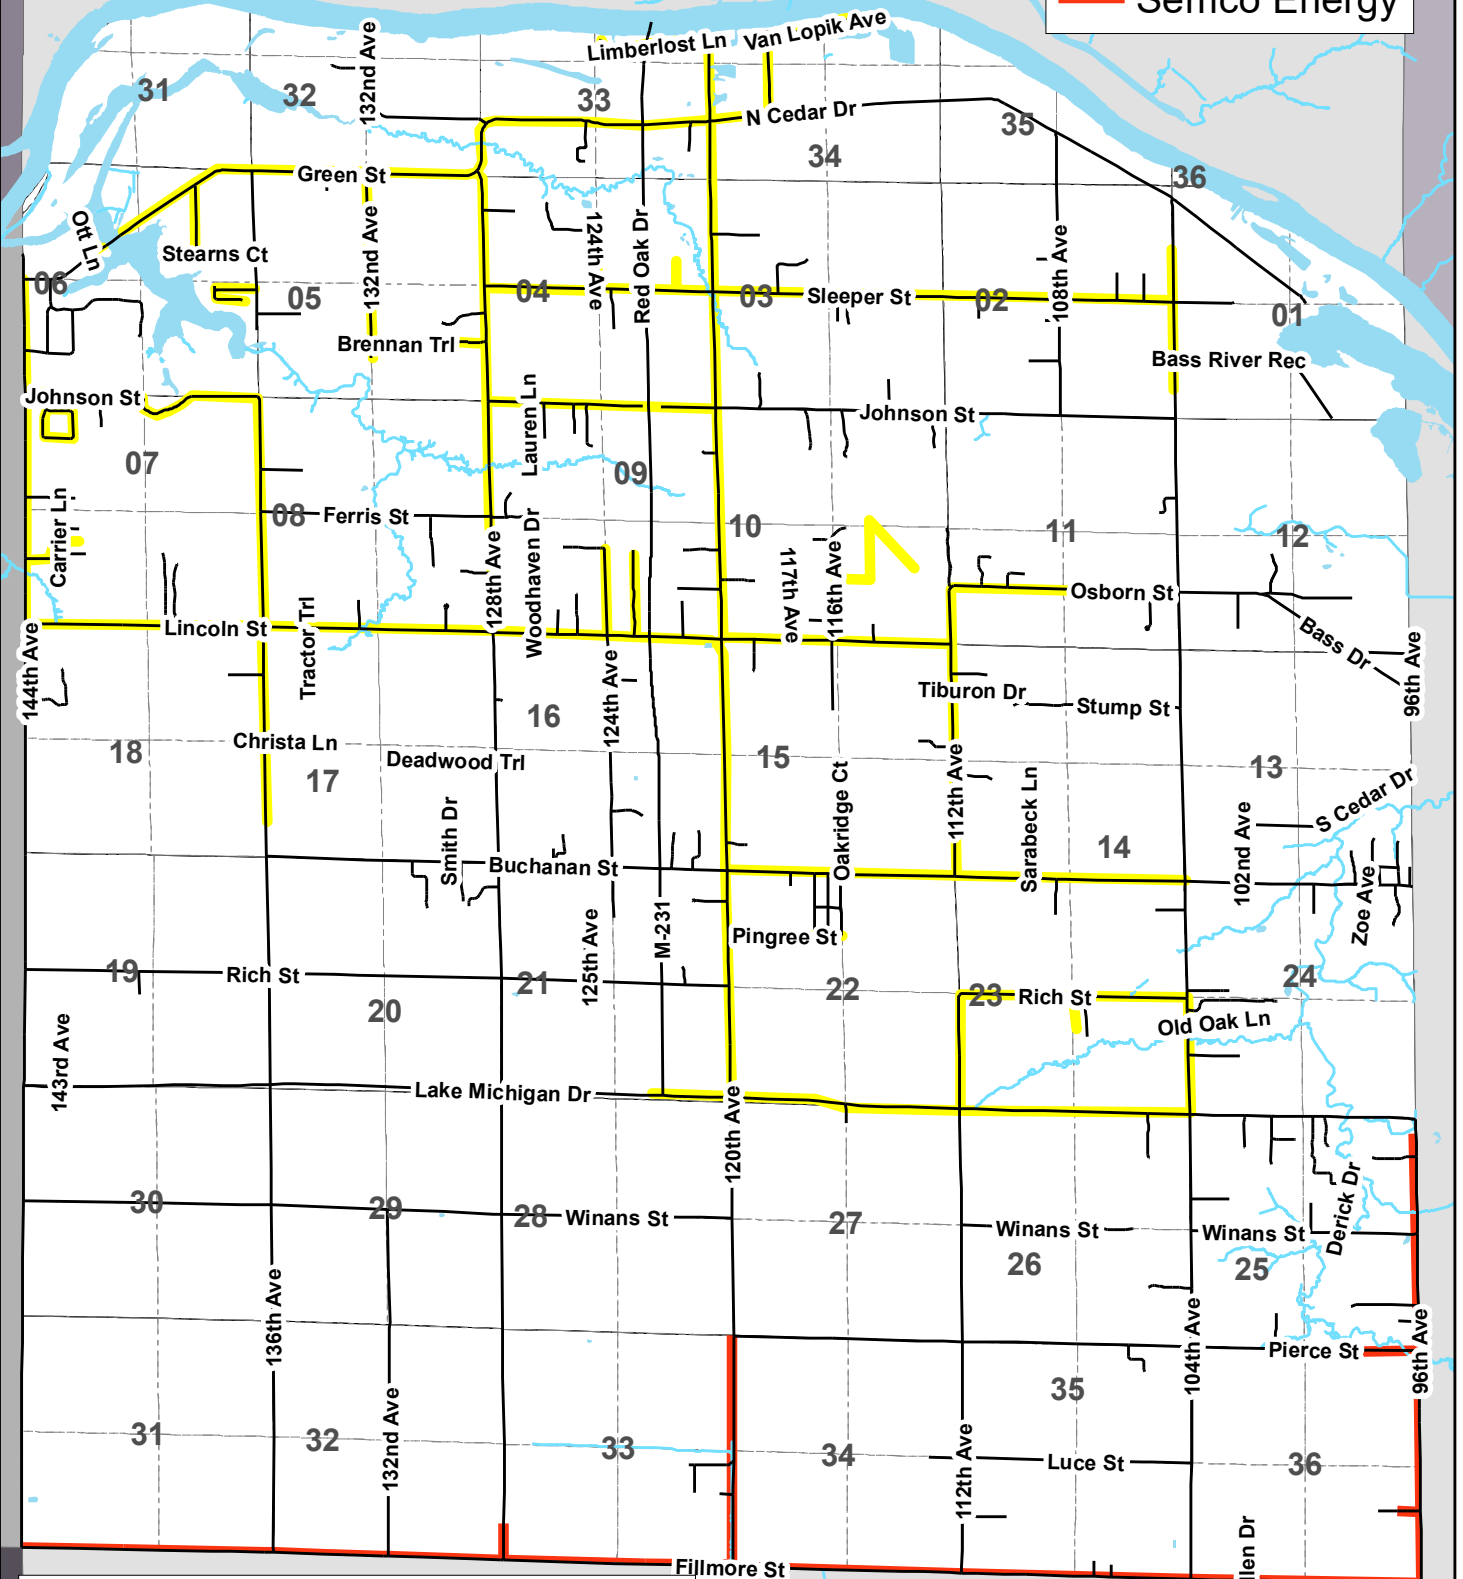 Semco Energy
Limberlost Ln
Van Lopik Ave
132nd Ave
31
32
33
N Cedar Dr
35
34
Green St
36
Ott Ln
Stearns Ct
132nd Ave
124th Ave
Red Oak Dr
108th Ave
06
05
04
03
Sleeper St
02
01
Brennan Trl
Bass River Rec
Johnson St
Lauren Ln
Johnson St
07
09
08
Ferris St
10
11
12
Carrier Ln
128th Ave
Woodhaven Dr
117th Ave
116th Ave
Osborn St
Lincoln St
Tractor Trl
Bass Dr
144th Ave
96th Ave
124th Ave
Tiburon Dr
Stump St
16
18
Christa Ln
17
Deadwood Trl
15
13
Smith Dr
Oakridge Ct
112th Ave
Sarabeck Ln
14
102nd Ave
S Cedar Dr
Buchanan St
Zoe Ave
125th Ave
M-231
Pingree St
19
Rich St
21
20
22
23
Rich St
24
Old Oak Ln
143rd Ave
Lake Michigan Dr
120th Ave
30
29
28
Winans St
27
Winans St
26
Winans St
Derick Dr
25
136th Ave
104th Ave
Pierce St
96th Ave
35
132nd Ave
31
32
33
34
112th Ave
Luce St
36
llen Dr
Fillmore St